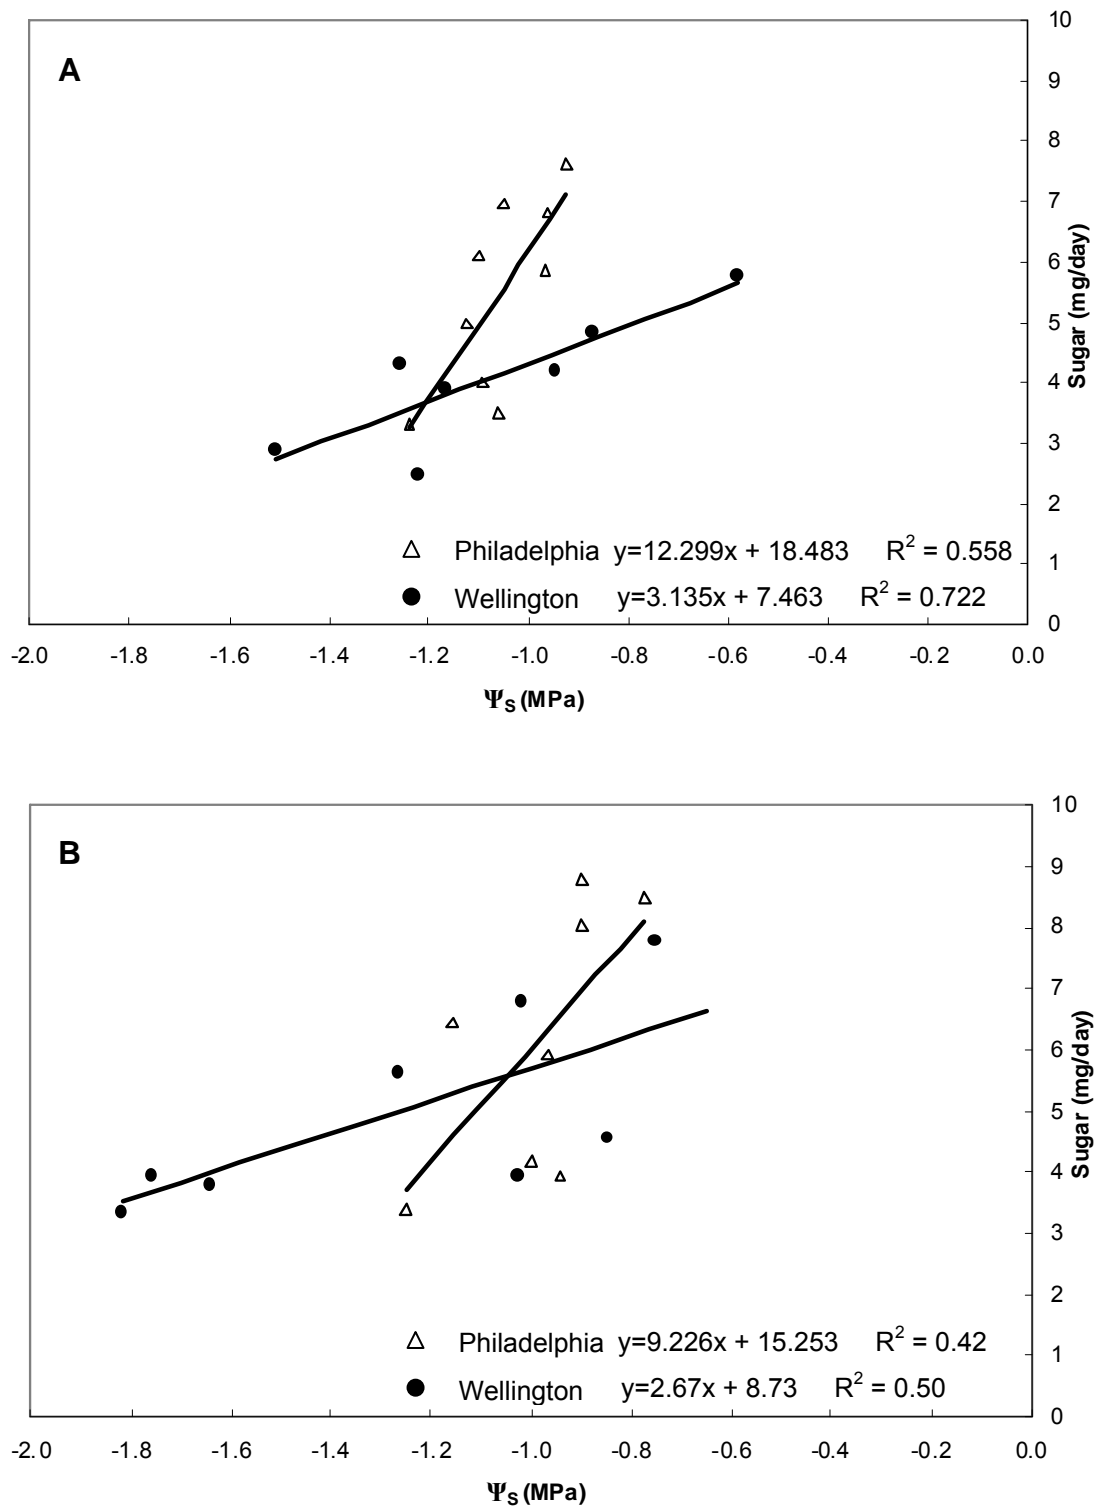 A
10
9
8
7
6
5
4
3
2
1
0
Sugar (mg/day)
Philadelphia y=12.299x + 18.483 R² = 0.558
Wellington y=3.135x + 7.463 R² = 0.722
-2.0 -1.8 -1.6 -1.4 -1.2 -1.0 -0.8 -0.6 -0.4 -0.2 0.0
ΨS (MPa)
B
10
9
8
7
6
5
4
3
2
1
0
Sugar (mg/day)
Philadelphia y=9.226x + 15.253 R² = 0.42
Wellington y=2.67x + 8.73 R² = 0.50
-2.0 -1.8 -1.6 -1.4 -1.2 -1.0 -0.8 -0.6 -0.4 -0.2 0.0
ΨS (MPa)